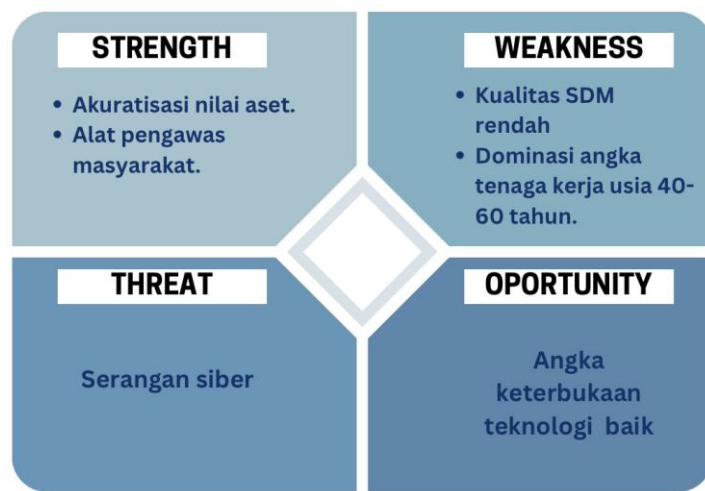 STRENGTH
• Akuratisasi nilai aset.
• Alat pengawas
masyarakat.
WEAKNESS
• Kualitas SDM
rendah
• Dominasi angka
tenaga kerja usia 40-
60 tahun.
THREAT
Serangan siber
OPORTUNITY
Angka
keterbukaan
teknologi baik